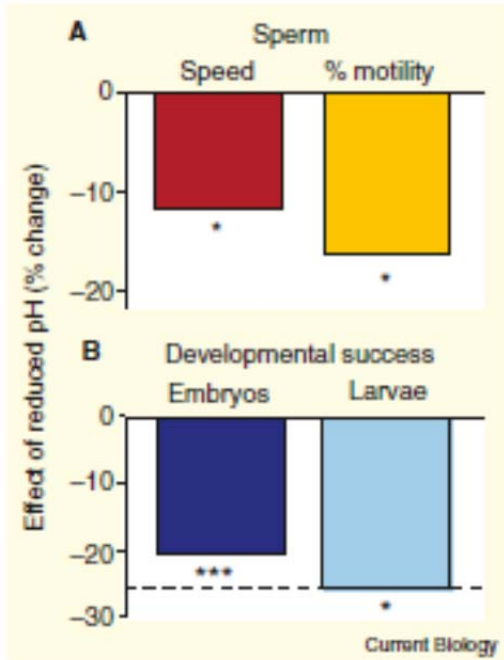 A
Sperm
Speed % motility
0
–10
*
*
–20
Effect of reduced pH (% change)
B
Developmental success
Embryos Larvae
0
–10
–20
***
*
–30
Current Biology